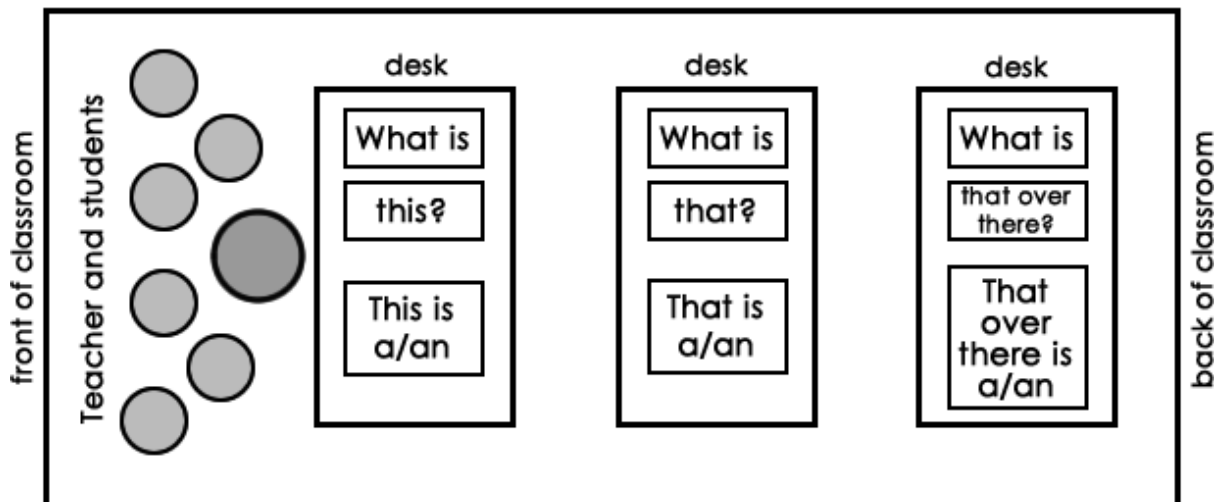 front of classroom
Teacher and students
desk
What is
this?
This is
a/an
desk
What is
that?
That is
a/an
desk
What is
that over
there?
That
over
there is
a/an
back of classroom